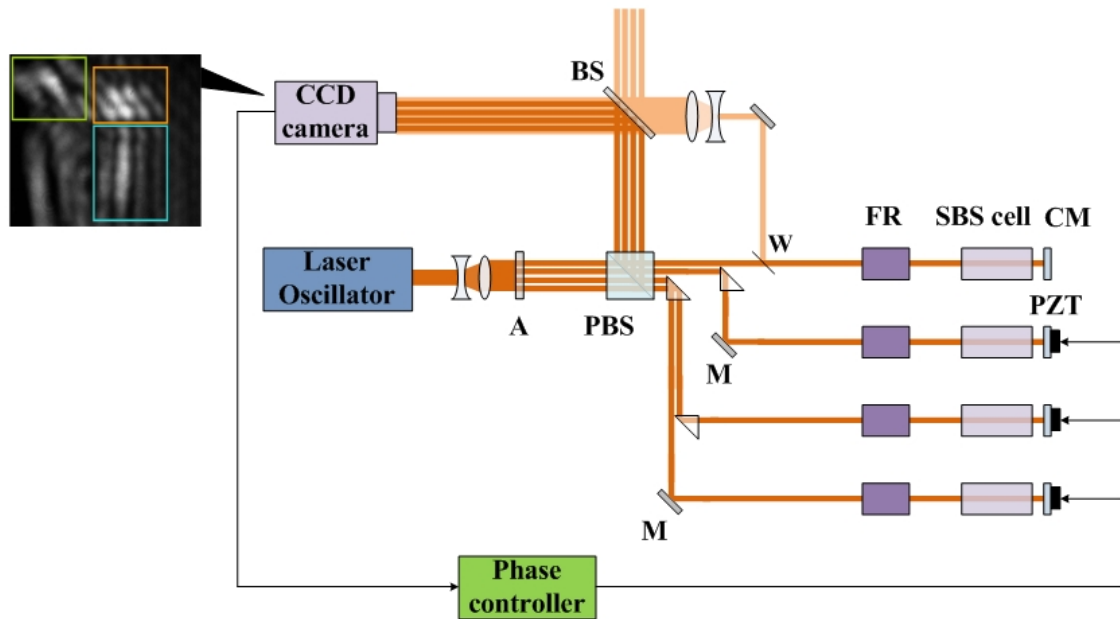 BS
CCD
camera
FR
SBS cell
CM
W
Laser
Oscillator
A
PBS
PZT
M
M
Phase
controller